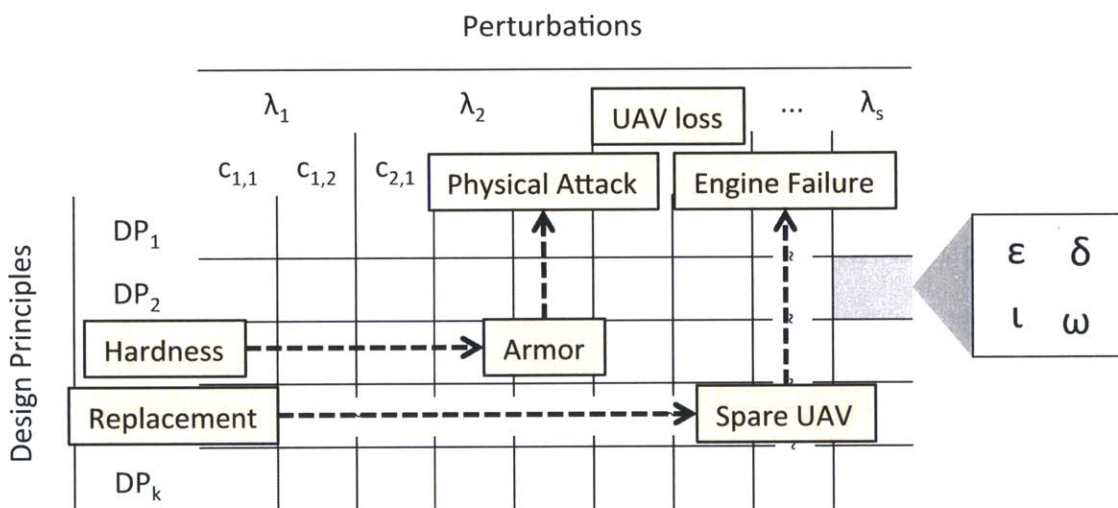 Perturbations
λ1 λ2 UAV loss ... λs
c1,1 c1,2 c2,1 Physical Attack Engine Failure
Design Principles
DP1
DP2
ε δ
ι ω
Hardness Armor
Replacement Spare UAV
DPk